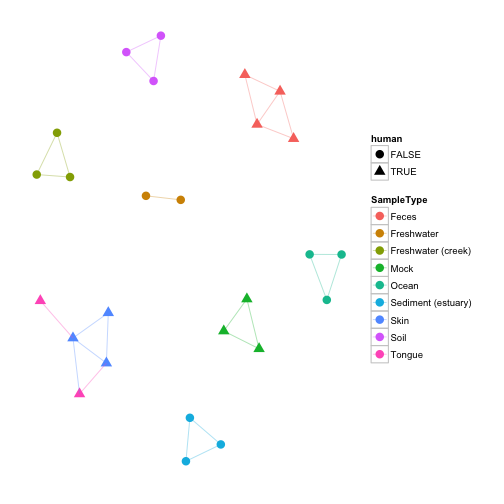 human
FALSE
TRUE
SampleType
Feces
Freshwater
Freshwater (creek)
Mock
Ocean
Sediment (estuary)
Skin
Soil
Tongue